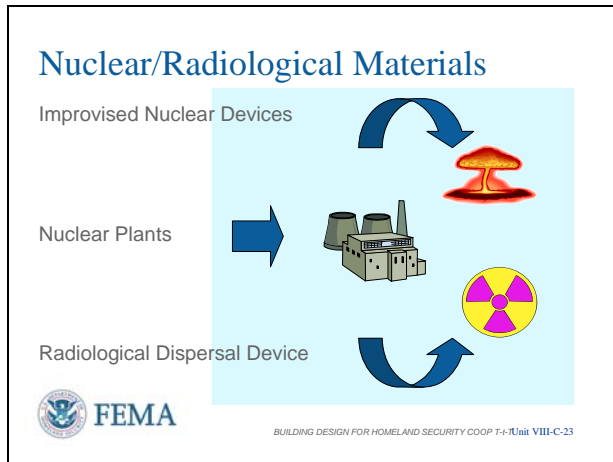 Nuclear/Radiological Materials
Improvised Nuclear Devices
Nuclear Plants
Radiological Dispersal Device
FEMA
BUILDING DESIGN FOR HOMELAND SECURITY COOP T-t-T Unit VIII-C-23